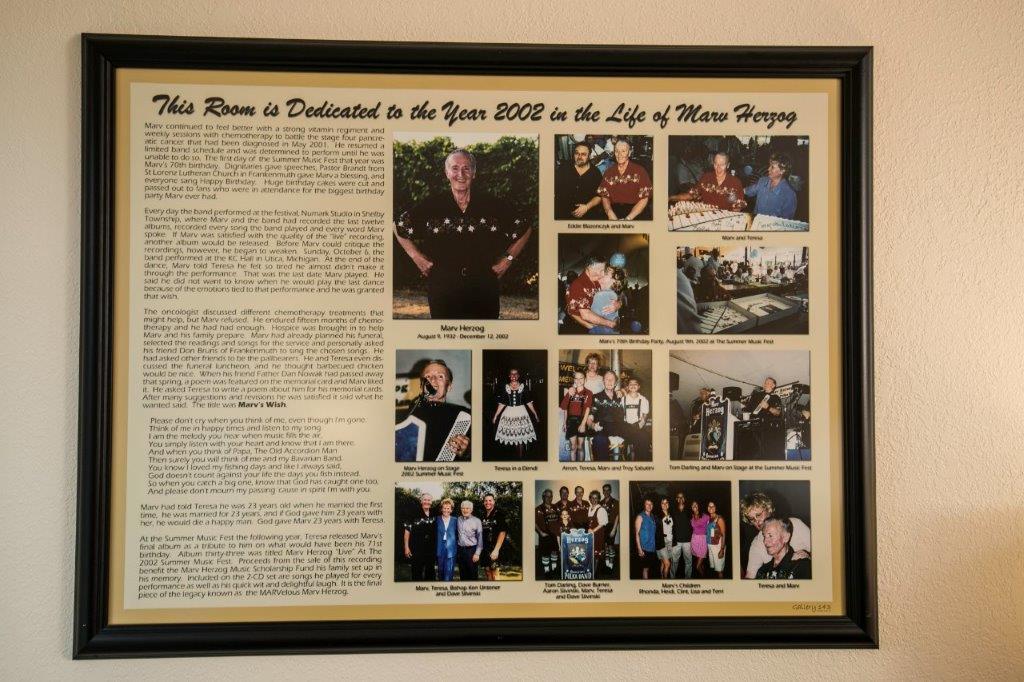 This Room is Dedicated to the Year 2002 in the Life of Marv Herzog
Marv continued to feel better with a strong vitamin regiment and
weekly sessions with chemotherapy to battle the stage four pancre-
atic cancer that had been diagnosed in May 2001. He resumed a
limited band schedule and was determined to perform until he was
unable to do so. The first day of the Summer Music Fest that year was
Marv's 70th birthday. Dignitaries gave speeches, Pastor Brandt from
St Lorenz Lutheran Church in Frankenmuth gave Marv a blessing, and
everyone sang Happy Birthday. Huge birthday cakes were cut and
passed out to fans who were in attendance for the biggest birthday
party Marv ever had.
Every day the band performed at the festival, Numark Studio in Shelby
Township, where Marv and the band had recorded the last twelve
albums, recorded every song the band played and every word Marv
spoke. If Marv was satisfied with the quality of the "live" recording,
another album would be released. Before Marv could critique the
recordings, however, he began to weaken. Sunday, October 6, the
band performed at the KC Hall in Utica, Michigan. At the end of the
dance, Marv told Teresa he felt so tired he almost didn't make it
through the performance. That was the last date Marv played. He
said he did not want to know when he would play the last dance
because of the emotions tied to that performance and he was granted
that wish.
The oncologist discussed different chemotherapy treatments that
might help, but Marv refused. He endured fifteen months of chemo-
therapy and he had had enough. Hospice was brought in to help
Marv and his family prepare. Marv had already planned his funeral,
selected the readings and songs for the service and personally asked
his friend Don Bruns of Frankenmuth to sing the chosen songs. He
had asked other friends to be the pallbearers. He and Teresa even dis-
cussed the funeral luncheon, and he thought barbecued chicken
would be nice. When his friend Father Dan Nowak had passed away
that spring, a poem was featured on the memorial card and Marv liked
it. He asked Teresa to write a poem about him for his memorial cards.
After many suggestions and revisions he was satisfied it said what he
wanted said. The title was Marv's Wish.
Please don't cry when you think of me, even though I'm gone.
Think of me in happy times and listen to my song
I am the melody you hear when music fills the air.
You simply listen with your heart and know that I am there.
And when you think of Papa, The Old Accordion Man
Then surely you will think of me and my Bavarian Band.
You know I loved my fishing days and like I always said,
God doesn't count against your life the days you fish instead.
So when you catch a big one, know that God has caught one too,
And please don't mourn my passing 'cause in spirit I'm with you.
Marv had told Teresa he was 23 years old when he married the first
time, he was married for 23 years, and if God gave him 23 years with
her, he would die a happy man. God gave Marv 23 years with Teresa.
At the Summer Music Fest the following year, Teresa released Marv's
final album as a tribute to him on what would have been his 71st
birthday. Album thirty-three was titled Marv Herzog "Live" At The
2002 Summer Music Fest. Proceeds from the sale of this recording
benefit the Marv Herzog Music Scholarship Fund his family set up in
his memory. Included on the 2-CD set are songs he played for every
performance as well as his quick wit and delightful laugh. It is the final
piece of the legacy known as the MARVelous Marv Herzog.
Marv Herzog
August 9, 1932 - December 12, 2002
Eddie Blazonczyk and Marv
Marv and Teresa
Marv's 70th Birthday Party, August 9th, 2002 at The Summer Music Fest
Marv Herzog on Stage
2002 Summer Music Fest
Teresa in a Dirndl
Arron, Teresa, Marv and Troy
Tom Darling and Marv on Stage at the Summer Music Fest
Marv, Teresa, Bishop Ken Untener
and Dave Slivinski
Tom Darling, Dave Burrier,
Aaron Slivinski, Marv, Teresa
and Dave Slivinski
Marv's Children
Rhonda, Heidi, Clint, Lisa and Terri
Teresa and Marv
Herzog
Herzog
POLKA BAND
Gallery 143